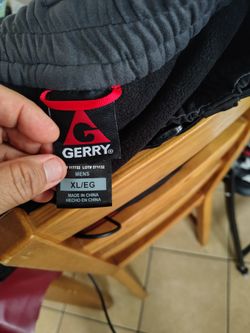 GERRY®
MENS
XL/EG
MADE IN CHINA
HECHO EN CHINA